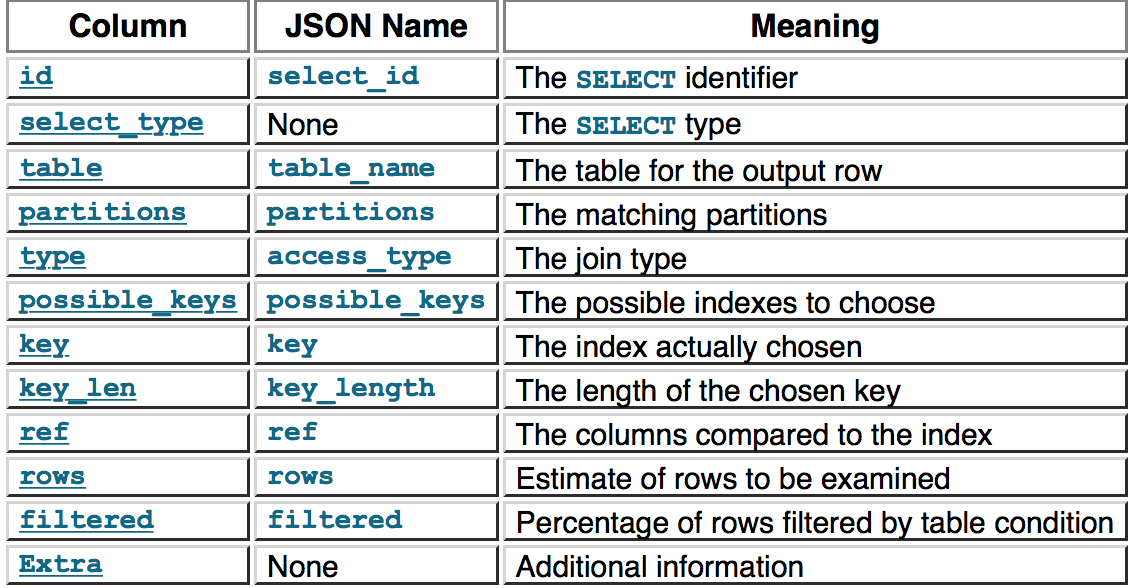 Column JSON Name Meaning
id select_id The SELECT identifier
select_type None The SELECT type
table table_name The table for the output row
partitions partitions The matching partitions
type access_type The join type
possible_keys possible_keys The possible indexes to choose
key key The index actually chosen
key_len key_length The length of the chosen key
ref ref The columns compared to the index
rows rows Estimate of rows to be examined
filtered filtered Percentage of rows filtered by table condition
Extra None Additional information